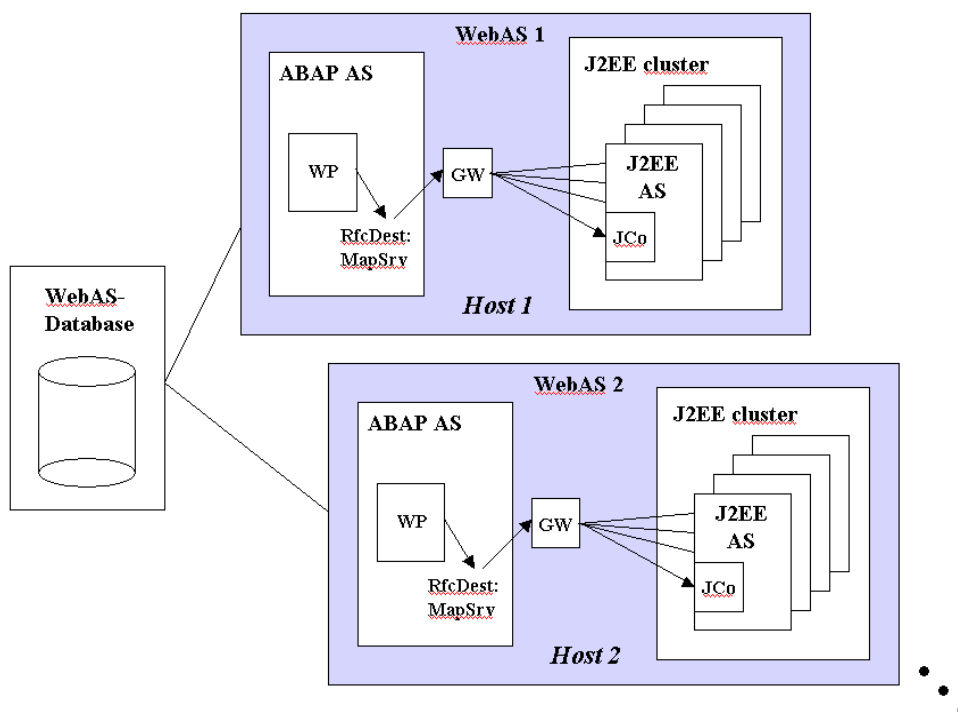 WebAS 1
ABAP AS
J2EE cluster
WP
GW
J2EE
AS
RfcDest:
MapSrv
JCo
Host 1
WebAS-
Database
WebAS 2
ABAP AS
J2EE cluster
WP
GW
J2EE
AS
RfcDest:
MapSrv
JCo
Host 2